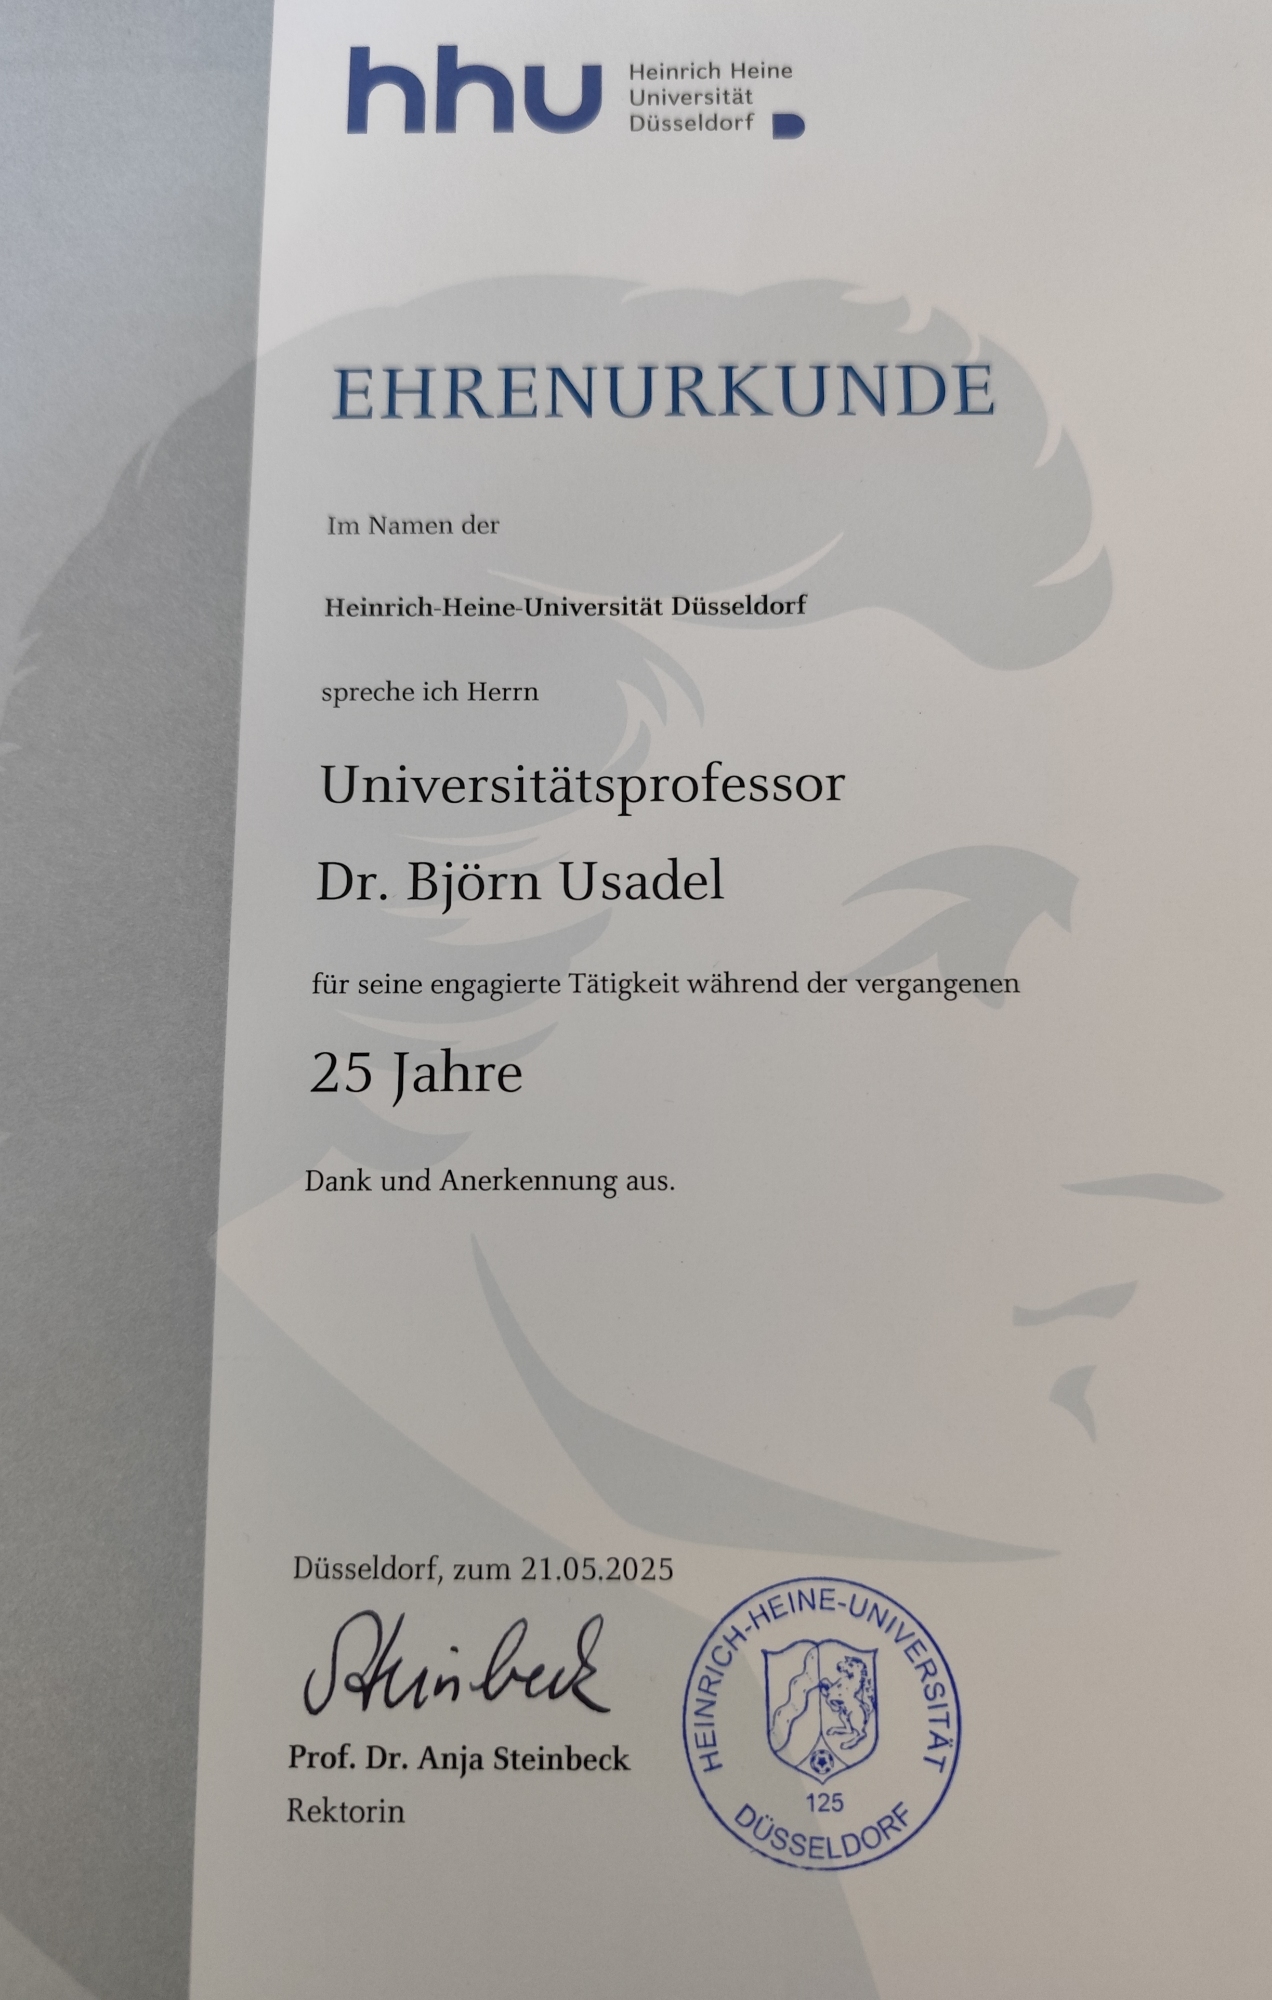 hhu
Heinrich Heine
Universität
Düsseldorf
EHRENURKUNDE
Im Namen der
Heinrich-Heine-Universität Düsseldorf
spreche ich Herrn
Universitätsprofessor
Dr. Björn Usadel
für seine engagierte Tätigkeit während der vergangenen
25 Jahre
Dank und Anerkennung aus.
Düsseldorf, zum 21.05.2025
Steinbeck
Prof. Dr. Anja Steinbeck
Rektorin
HEINRICH-HEINE-UNIVERSITÄT
125
DÜSSELDORF